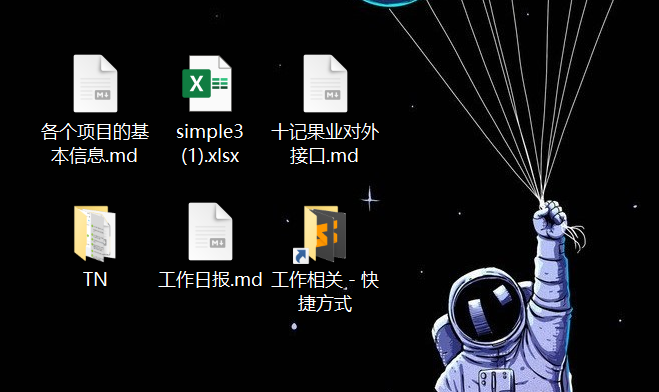 各个项目的基
本信息.md
simple3
(1).xlsx
十记果业对外
接口.md
TN
工作日报.md
工作相关 - 快
捷方式